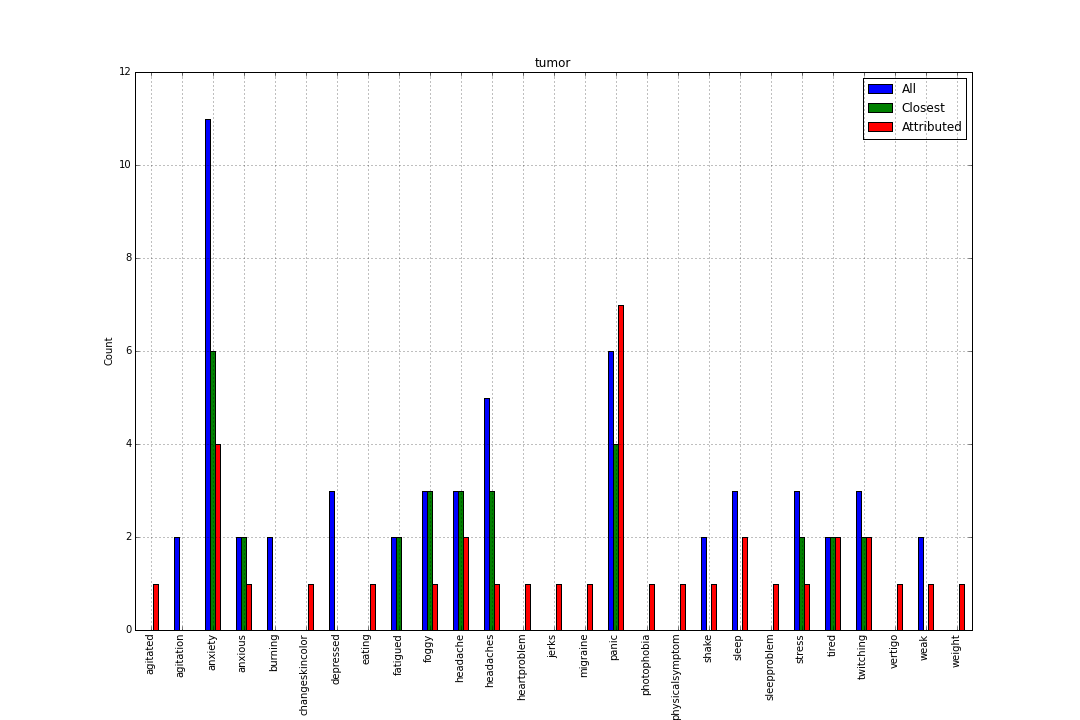 tumor
12
10
8
6
4
2
0
Count
All
Closest
Attributed
agitated
agitation
anxiety
anxious
burning
changeskincolor
depressed
eating
fatigued
foggy
headache
headaches
heartproblem
jerks
migraine
panic
photophobia
physicalsymptom
shake
sleep
sleepproblem
stress
tired
twitching
vertigo
weak
weight